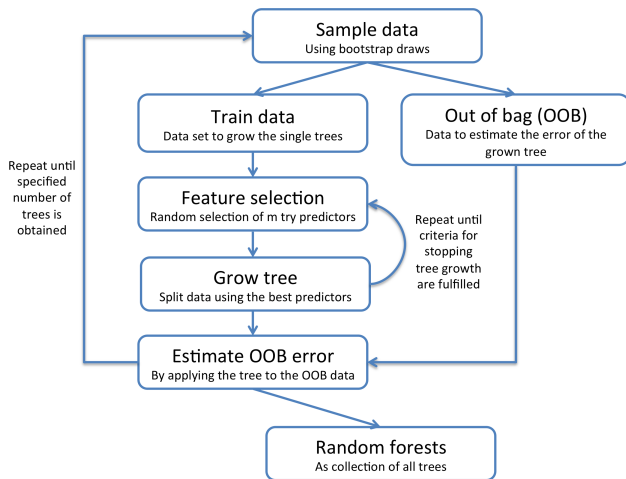 Sample data
Using bootstrap draws
Train data
Data set to grow the single trees
Out of bag (OOB)
Data to estimate the error of the
grown tree
Repeat until
specified
number of
trees is
obtained
Feature selection
Random selection of m try predictors
Repeat until
criteria for
stopping
tree growth
are fulfilled
Grow tree
Split data using the best predictors
Estimate OOB error
By applying the tree to the OOB data
Random forests
As collection of all trees